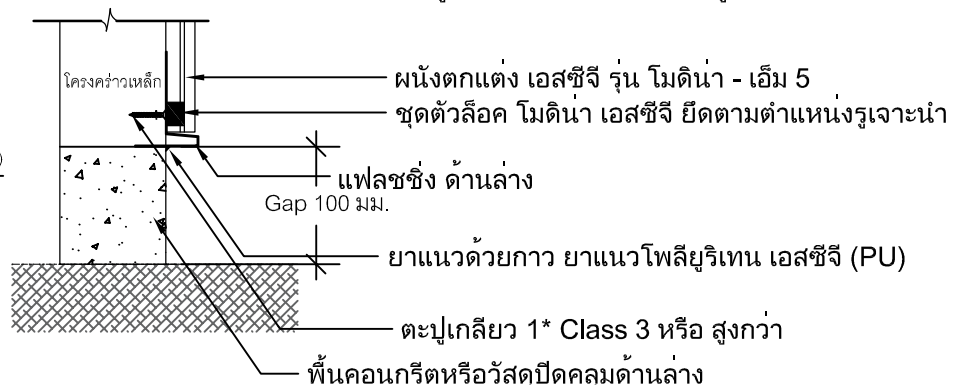 โครงคร่าวเหล็ก
ผนังตกแต่ง เอสซีจี รุ่น โมดิน่า - เอ็ม 5
ชุดตัวล็อค โมดิน่า เอสซีจี ยึดตามตำแหน่งรูเจาะนำ
แฟลชชิ่ง ด้านล่าง
Gap 100 มม.
ยาแนวด้วยกาว ยาแนวโพลียูริเทน เอสซีจี (PU)
ตะปูเกลียว 1* Class 3 หรือ สูงกว่า
พื้นคอนกรีตหรือวัสดุปิดคลุมด้านล่าง